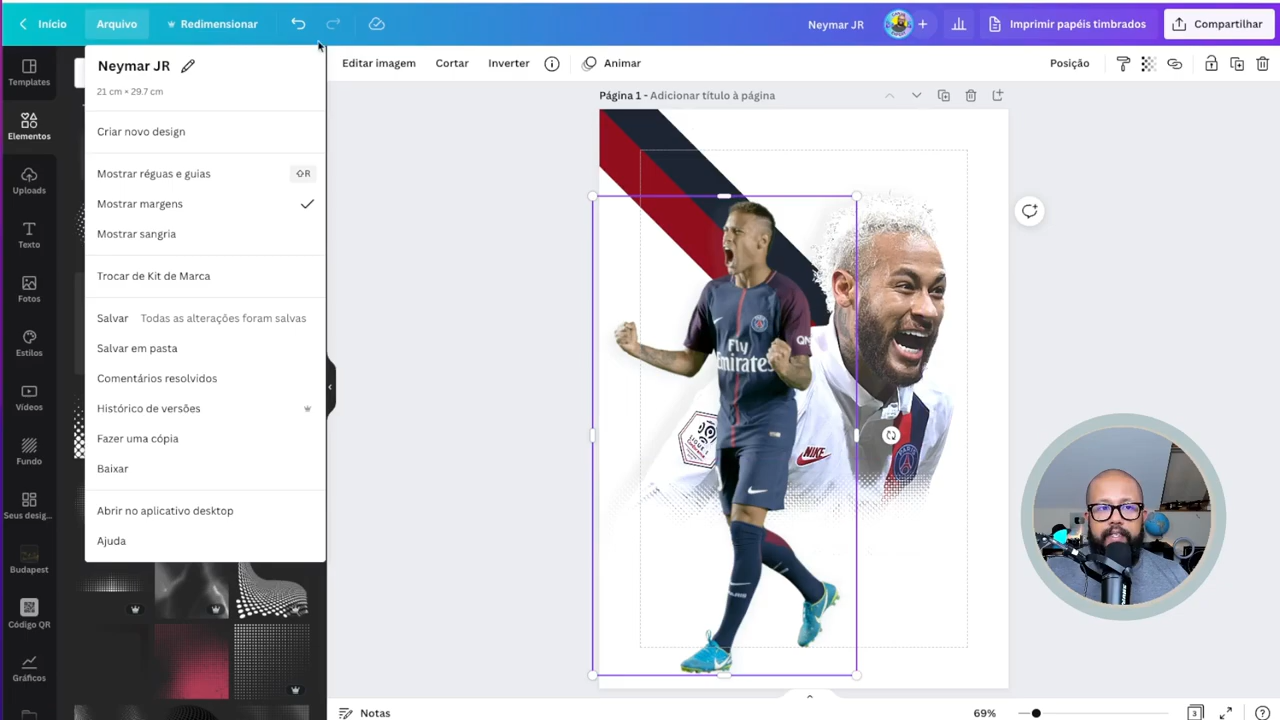 Início
Arquivo
Redimensionar
Neymar JR
Imprimir papéis timbrados
Compartilhar
Templates
Elementos
Uploads
Texto
Fotos
Estilos
Vídeos
Fundo
Seus desig...
Budapest
Código QR
Gráficos
Neymar JR
21 cm × 29.7 cm
Criar novo design
Mostrar réguas e guias
⇧R
Mostrar margens
Mostrar sangria
Trocar de Kit de Marca
Salvar Todas as alterações foram salvas
Salvar em pasta
Comentários resolvidos
Histórico de versões
Fazer uma cópia
Baixar
Abrir no aplicativo desktop
Ajuda
Editar imagem
Cortar
Inverter
Animar
Posição
Página 1 - Adicionar título à página
Fly
Emirates
QN
LIGUE 1
NIKE
PARIS
Notas
69%
3